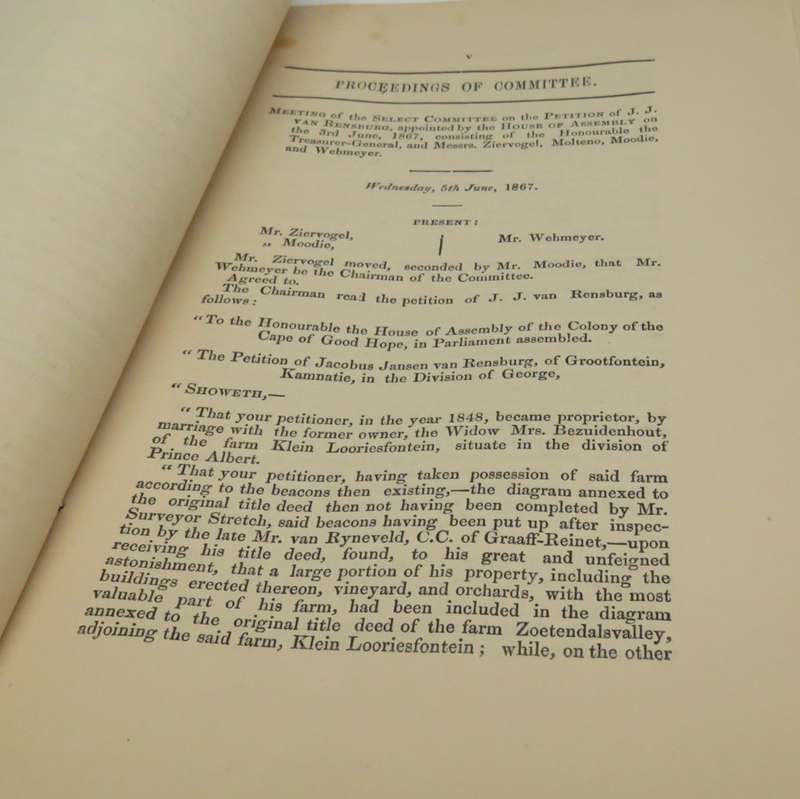 v
PROCEEDINGS OF COMMITTEE.
MEETING of the SELECT COMMITTEE on the PETITION of J. J.
VAN RENSBURG, appointed by the HOUSE OF ASSEMBLY on
the 3rd June, 1867, consisting of the Honourable the
Treasurer-General, and Messrs. Ziervogel, Molteno, Moodie,
and Wehmeyer.
Wednesday, 5th June, 1867.
PRESENT:
Mr. Ziervogel,
„ Moodie,
Mr. Wehmeyer.
Mr. Ziervogel moved, seconded by Mr. Moodie, that Mr.
Wehmeyer be the Chairman of the Committee.
Agreed to.
The Chairman read the petition of J. J. van Rensburg, as
follows:
“To the Honourable the House of Assembly of the Colony of the
Cape of Good Hope, in Parliament assembled.
“The Petition of Jacobus Jansen van Rensburg, of Grootfontein,
Kamnatie, in the Division of George,
“SHOWETH,—
“That your petitioner, in the year 1848, became proprietor, by
marriage with the former owner, the Widow Mrs. Bezuidenhout,
of the farm Klein Looriesfontein, situate in the division of
Prince Albert.
“That your petitioner, having taken possession of said farm
according to the beacons then existing,—the diagram annexed to
the original title deed then not having been completed by Mr.
Surveyor Stretch, said beacons having been put up after inspec-
tion by the late Mr. van Ryneveld, C.C. of Graaff-Reinet,—upon
receiving his title deed, found, to his great and unfeigned
astonishment, that a large portion of his property, including the
buildings erected thereon, vineyard, and orchards, with the most
valuable part of his farm, had been included in the diagram
annexed to the original title deed of the farm Zoetendalsvalley,
adjoining the said farm, Klein Looriesfontein; while, on the other